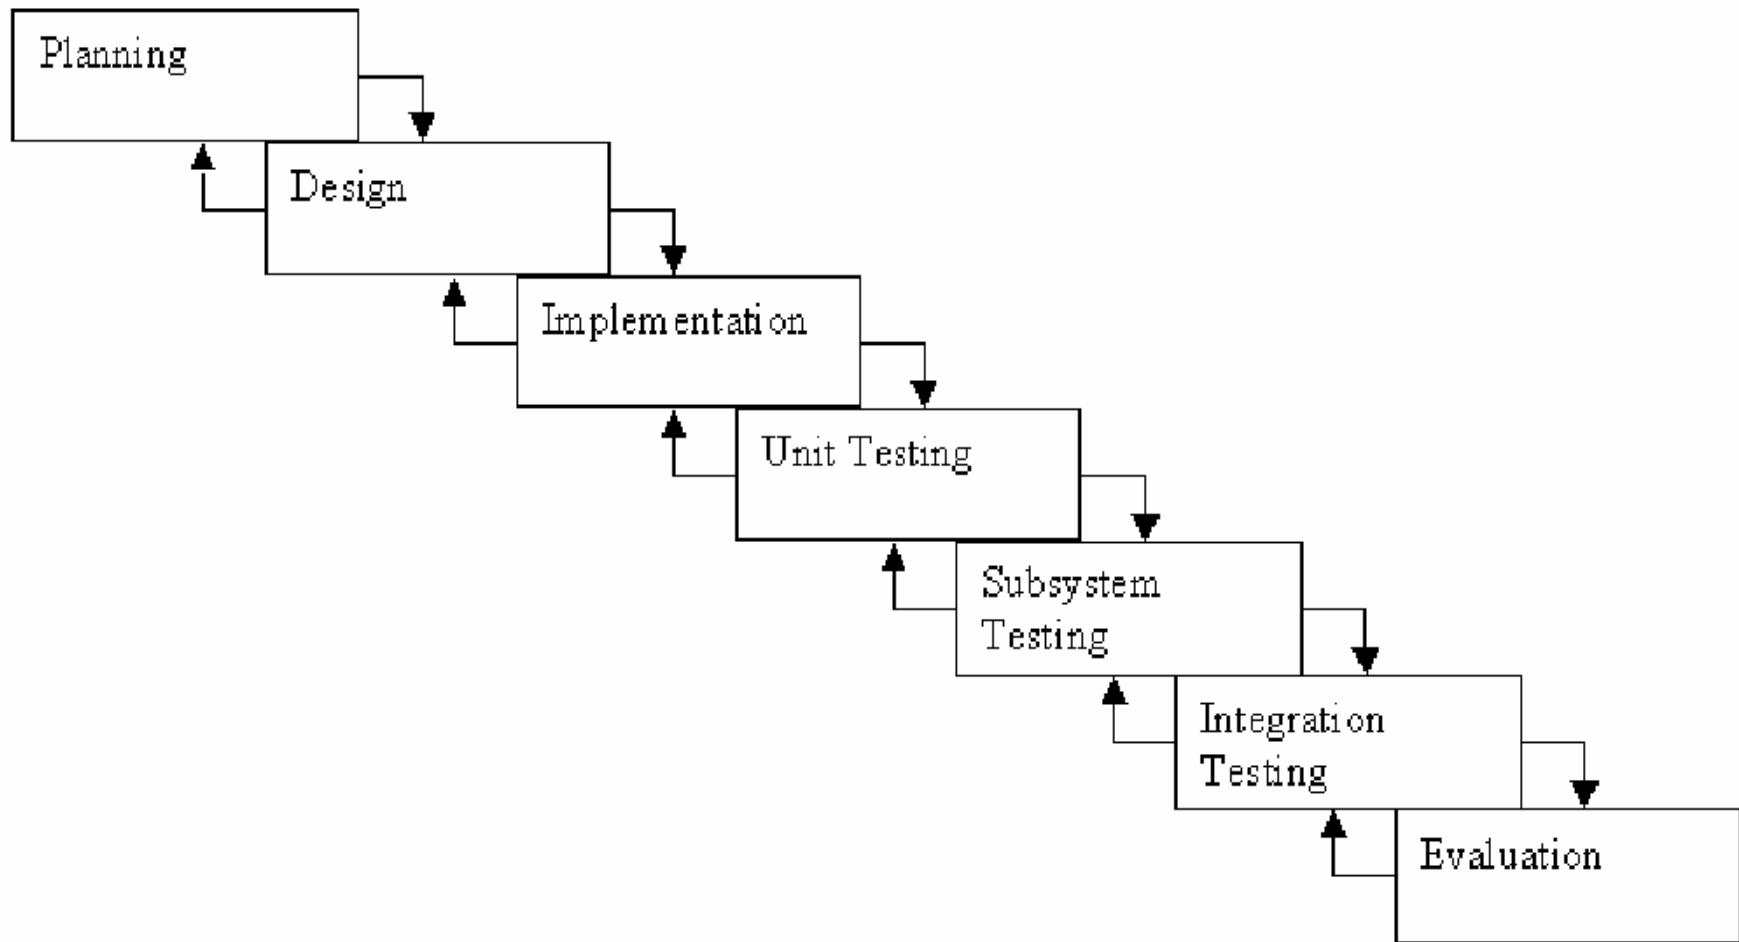 Planning
Design
Implementation
Unit Testing
Subsystem
Testing
Integration
Testing
Evaluation